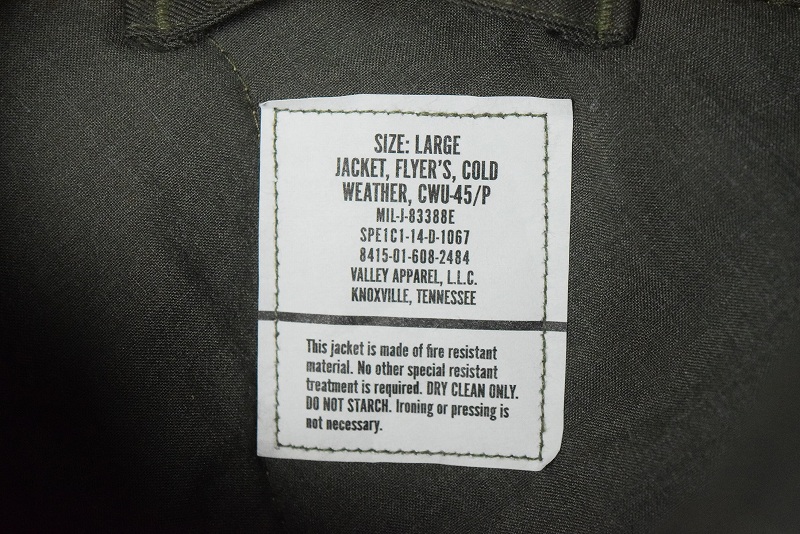 SIZE: LARGE
JACKET, FLYER'S, COLD
WEATHER, CWU-45/P
MIL-J-83388E
SPE1C1-14-D-1067
8415-01-608-2484
VALLEY APPAREL, L.L.C.
KNOXVILLE, TENNESSEE
This jacket is made of fire resistant
material. No other special resistant
treatment is required. DRY CLEAN ONLY.
DO NOT STARCH. Ironing or pressing is
not necessary.